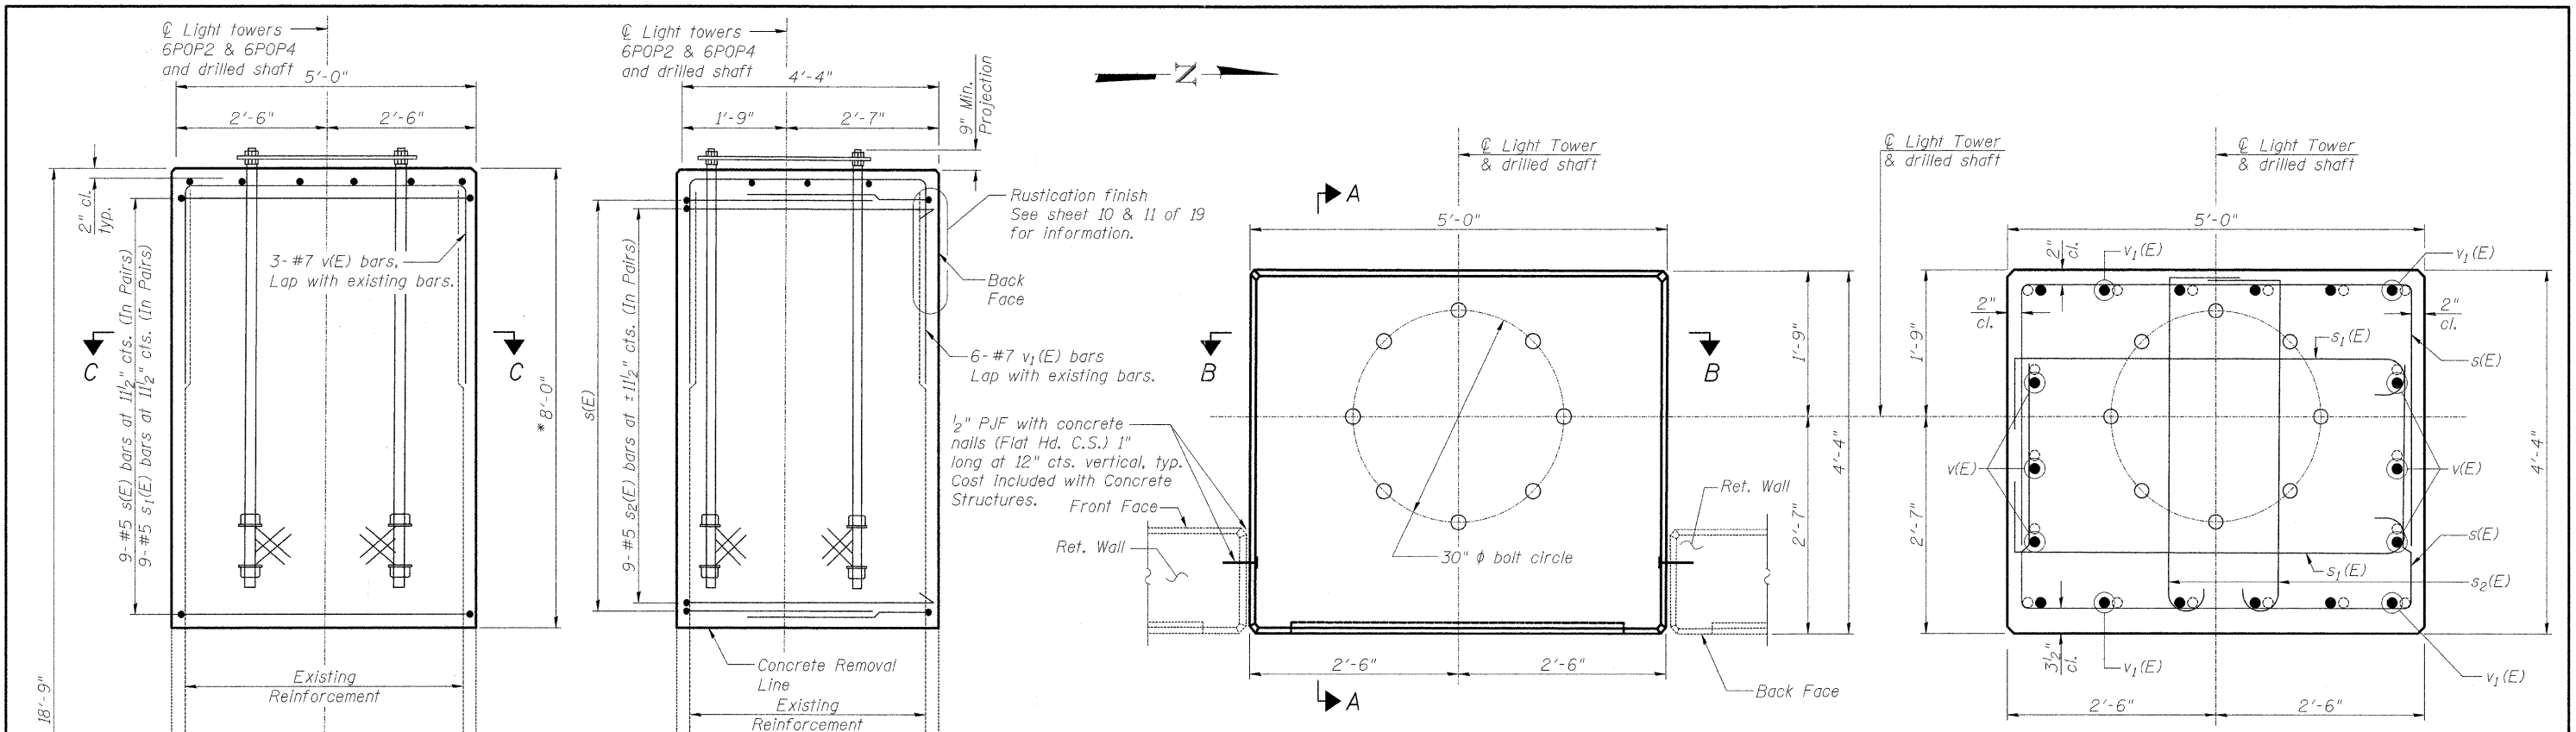 ℄ Light towers
6P0P2 & 6P0P4
and drilled shaft
5'-0"
2'-6"
2'-6"
2" cl.
typ.
9-#5 s(E) bars at 11½" cts. (In Pairs)
9-#5 s₁(E) bars at 11½" cts. (In Pairs)
3-#7 v(E) bars,
Lap with existing bars.
C
C
* 8'-0"
18'-9"
Existing
Reinforcement
℄ Light towers
6P0P2 & 6P0P4
and drilled shaft
4'-4"
1'-9"
2'-7"
9" Min.
Projection
s(E)
9-#5 s₂(E) bars at ±11½" cts. (In Pairs)
Rustication finish
See sheet 10 & 11 of 19
for information.
Back
Face
6-#7 v₁(E) bars
Lap with existing bars.
Concrete Removal
Line
Existing
Reinforcement
N
℄ Light Tower
& drilled shaft
A
5'-0"
B
B
1'-9"
2'-7"
4'-4"
½" PJF with concrete
nails (Flat Hd. C.S.) 1"
long at 12" cts. vertical, typ.
Cost included with Concrete
Structures.
Front Face
Ret. Wall
Ret. Wall
30" ϕ bolt circle
2'-6"
2'-6"
Back Face
A
℄ Light Tower
& drilled shaft
℄ Light Tower
& drilled shaft
5'-0"
2"
cl.
v₁(E)
v₁(E)
2"
cl.
2"
cl.
1'-9"
s₁(E)
s(E)
v(E)
v(E)
4'-4"
2'-7"
s(E)
s₁(E)
s₂(E)
3½"
cl.
v₁(E)
v₁(E)
2'-6"
2'-6"